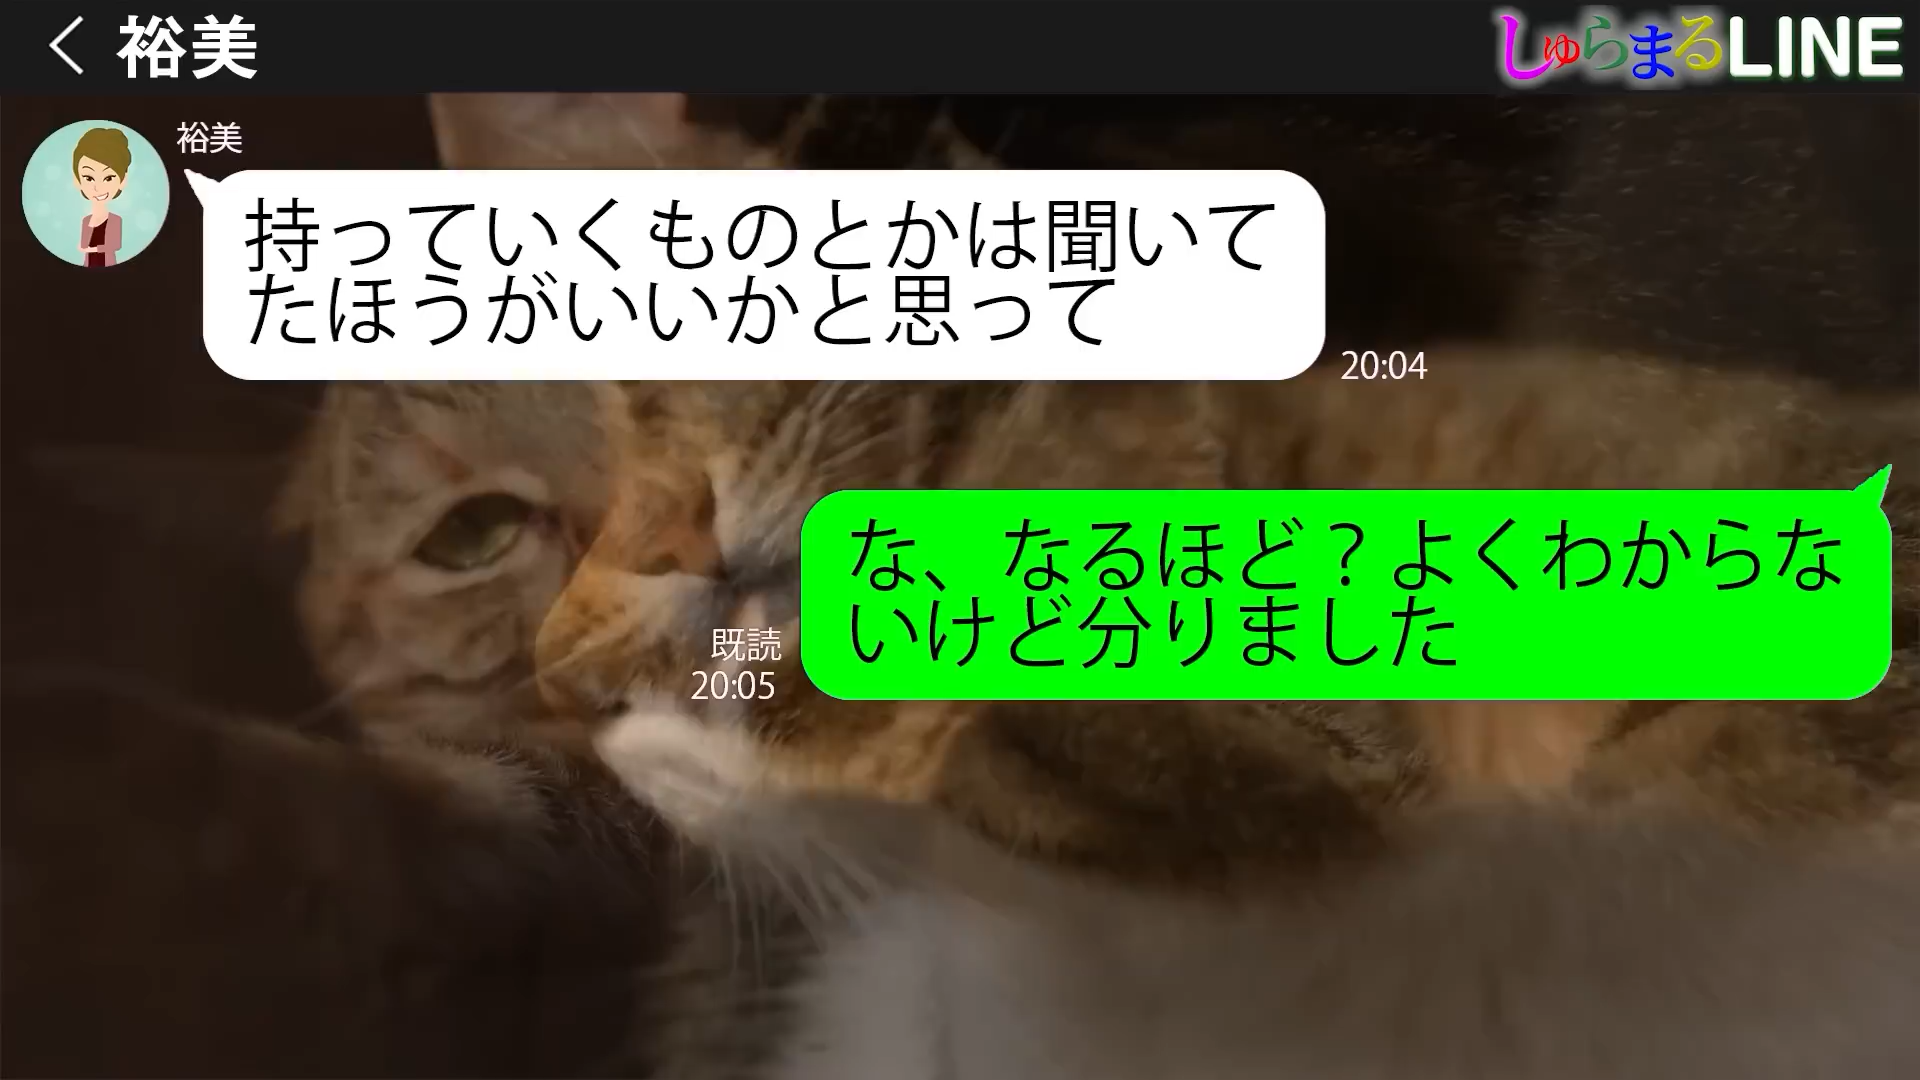 裕美
しゅらまるLINE
裕美
持っていくものとかは聞いて
たほうがいいかと思って
20:04
な、なるほど？よくわからな
いけど分りました
既読
20:05